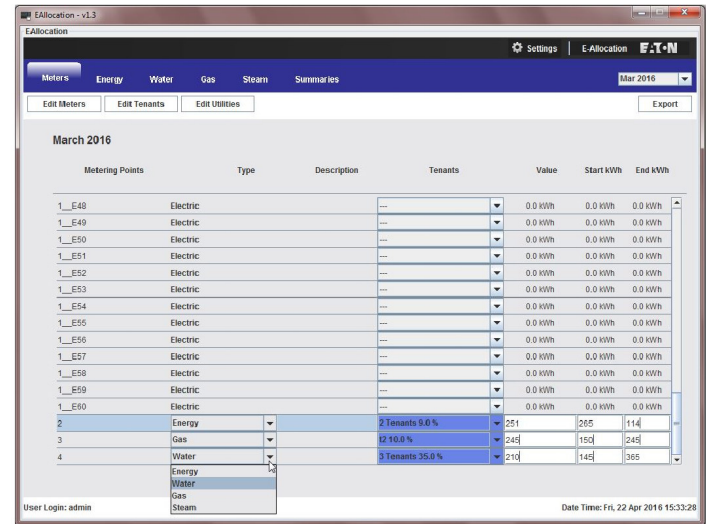 EAllocation - v1.3
EAllocation
Settings E-Allocation EATON
Meters Energy Water Gas Steam Summaries Mar 2016
Edit Meters Edit Tenants Edit Utilities Export
March 2016
Metering Points Type Description Tenants Value Start kWh End kWh
1__E48 Electric --- 0.0 kWh 0.0 kWh 0.0 kWh
1__E49 Electric --- 0.0 kWh 0.0 kWh 0.0 kWh
1__E50 Electric --- 0.0 kWh 0.0 kWh 0.0 kWh
1__E51 Electric --- 0.0 kWh 0.0 kWh 0.0 kWh
1__E52 Electric --- 0.0 kWh 0.0 kWh 0.0 kWh
1__E53 Electric --- 0.0 kWh 0.0 kWh 0.0 kWh
1__E54 Electric --- 0.0 kWh 0.0 kWh 0.0 kWh
1__E55 Electric --- 0.0 kWh 0.0 kWh 0.0 kWh
1__E56 Electric --- 0.0 kWh 0.0 kWh 0.0 kWh
1__E57 Electric --- 0.0 kWh 0.0 kWh 0.0 kWh
1__E58 Electric --- 0.0 kWh 0.0 kWh 0.0 kWh
1__E59 Electric --- 0.0 kWh 0.0 kWh 0.0 kWh
1__E60 Electric --- 0.0 kWh 0.0 kWh 0.0 kWh
2 Energy 2 Tenants 9.0 % 251 265 114
3 Gas t2 10.0 % 245 150 245
4 Water 3 Tenants 35.0 % 210 145 365
Energy
Water
Gas
Steam
User Login: admin Date Time: Fri, 22 Apr 2016 15:33:28